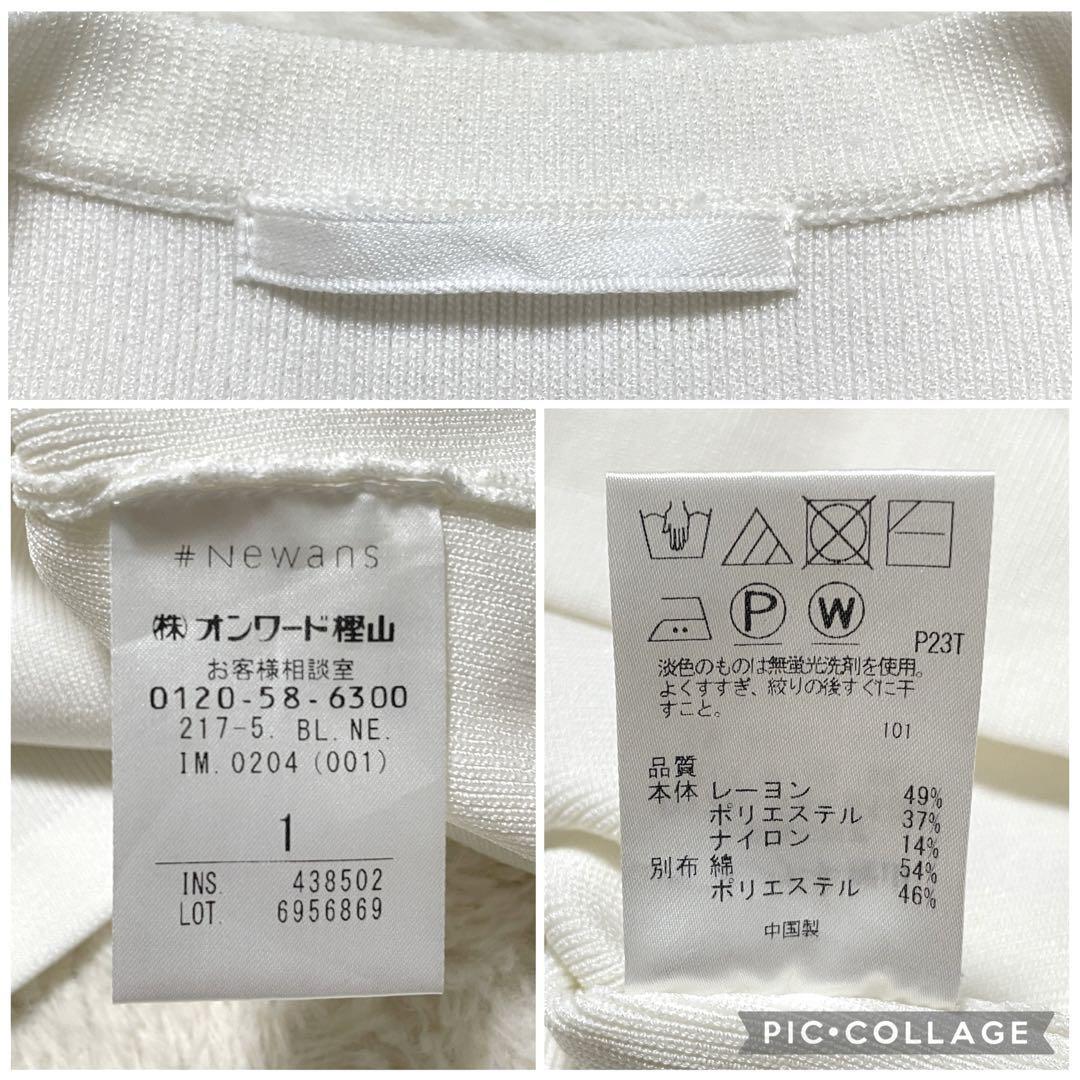 #Newans
(株)オンワード樫山
お客様相談室
0120-58-6300
217-5. BL. NE.
IM. 0204 (001)
1
INS. 438502
LOT. 6956869
P W
P23T
淡色のものは無蛍光洗剤を使用。
よくすすぎ、絞りの後すぐに干
すこと。
101
品質
本体 レーヨン 49%
ポリエステル 37%
ナイロン 14%
別布 綿 54%
ポリエステル 46%
中国製
PIC•COLLAGE